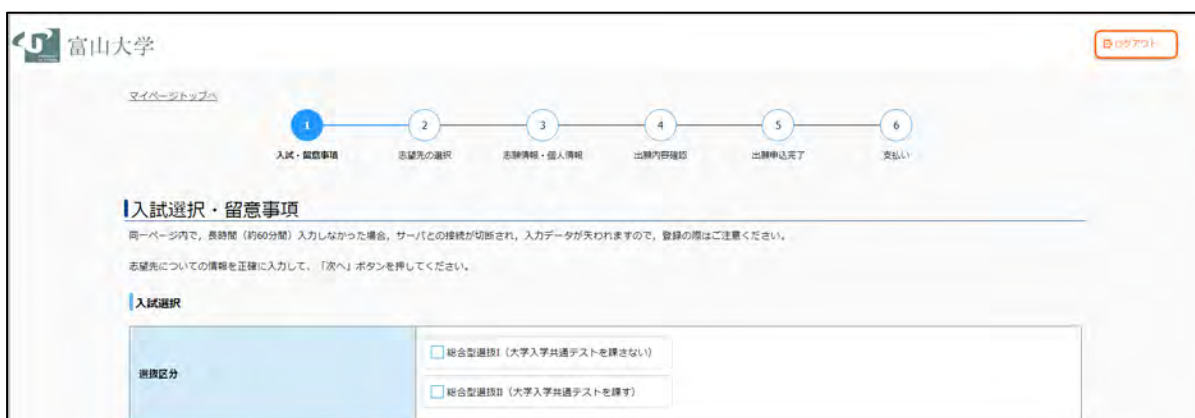 富山大学
ログアウト
マイページトップへ
1
2
3
4
5
6
入試・留意事項
志望先の選択
志願情報・個人情報
出願内容確認
出願申込完了
支払い
入試選択・留意事項
同一ページ内で，長時間（約60分間）入力しなかった場合，サーバとの接続が切断され，入力データが失われますので，登録の際はご注意ください。
志望先についての情報を正確に入力して、「次へ」ボタンを押してください。
入試選択
選抜区分
総合型選抜I（大学入学共通テストを課さない）
総合型選抜II（大学入学共通テストを課す）